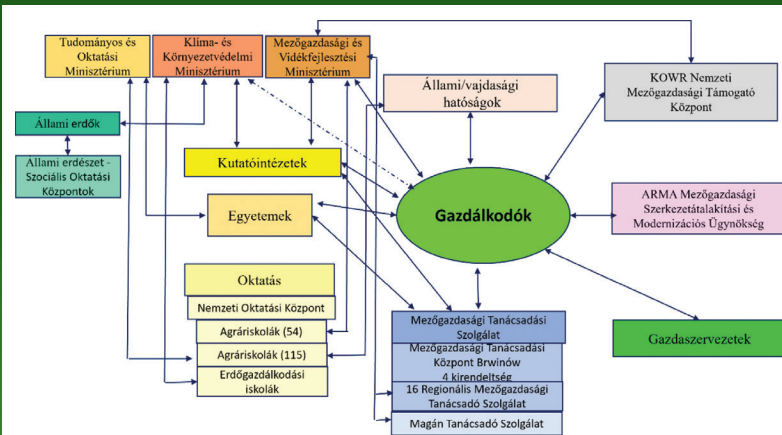 Tudományos és
Oktatási
Minisztérium
Klíma- és
Környezetvédelmi
Minisztérium
Mezőgazdasági és
Vidékfejlesztési
Minisztérium
Állami/vajdasági
hatóságok
KOWR Nemzeti
Mezőgazdasági Támogató
Központ
Állami erdők
Állami erdészet -
Szociális Oktatási
Központok
Kutatóintézetek
Egyetemek
Gazdálkodók
ARMA Mezőgazdasági
Szerkezetátalakítási és
Modernizációs Ügynökség
Oktatás
Nemzeti Oktatási Központ
Agráriskolák (54)
Agráriskolák (115)
Erdőgazdálkodási
iskolák
Mezőgazdasági Tanácsadási
Szolgálat
Mezőgazdasági Tanácsadási
Központ Brwinów
4 kirendeltség
16 Regionális Mezőgazdasági
Tanácsadó Szolgálat
Magán Tanácsadó Szolgálat
Gazdaszervezetek